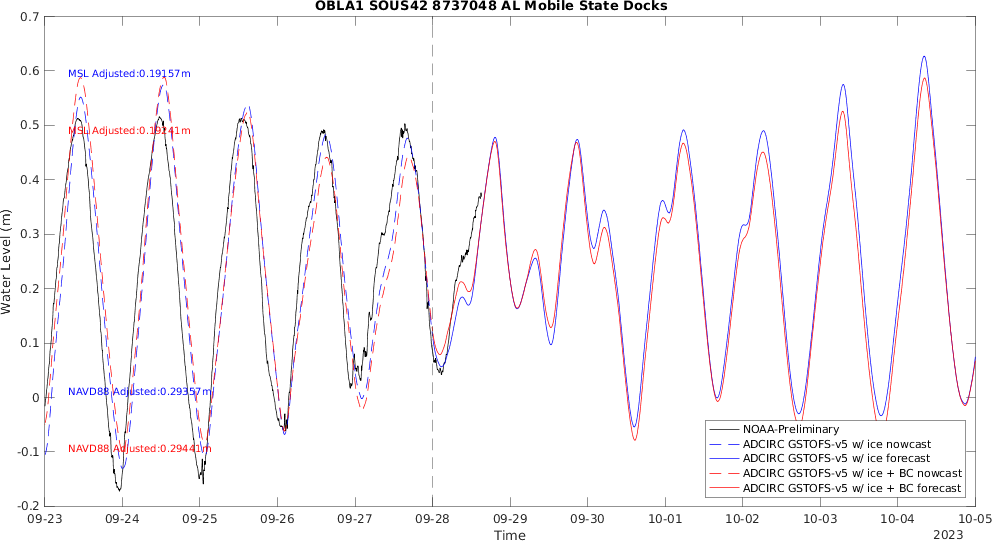 OBLA1 SOUS42 8737048 AL Mobile State Docks
Water Level (m)
0.7
0.6
0.5
0.4
0.3
0.2
0.1
0
-0.1
-0.2
MSL Adjusted:0.19157m
MSL Adjusted:0.19241m
NAVD88 Adjusted:0.29357m
NAVD88 Adjusted:0.29441m
NOAA-Preliminary
ADCIRC GSTOFS-v5 w/ ice nowcast
ADCIRC GSTOFS-v5 w/ ice forecast
ADCIRC GSTOFS-v5 w/ ice + BC nowcast
ADCIRC GSTOFS-v5 w/ ice + BC forecast
09-23 09-24 09-25 09-26 09-27 09-28 09-29 09-30 10-01 10-02 10-03 10-04 10-05
Time
2023